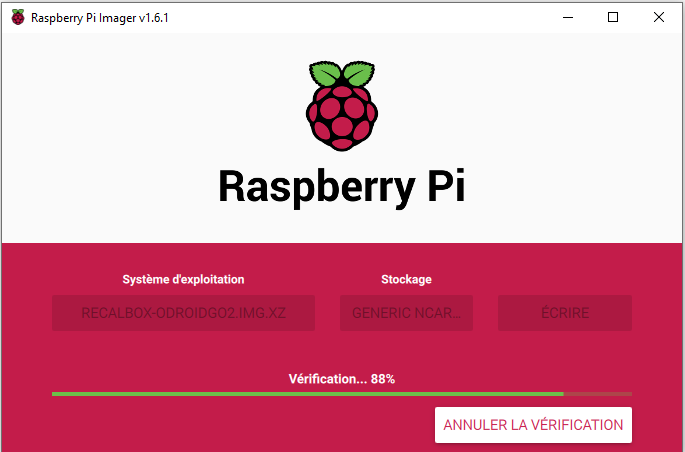 Raspberry Pi Imager v1.6.1
Raspberry Pi
Système d'exploitation
Stockage
RECALBOX-ODROIDGO2.IMG.XZ
GENERIC NCAR...
ÉCRIRE
Vérification... 88%
ANNULER LA VÉRIFICATION